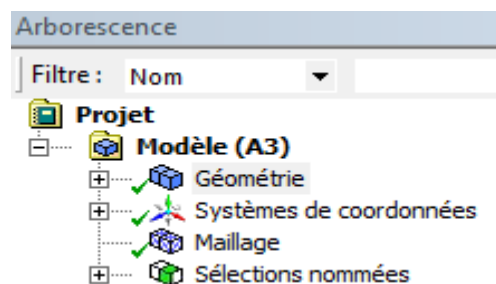 Arborescence
Filtre : Nom
Projet
Modèle (A3)
Géométrie
Systèmes de coordonnées
Maillage
Sélections nommées